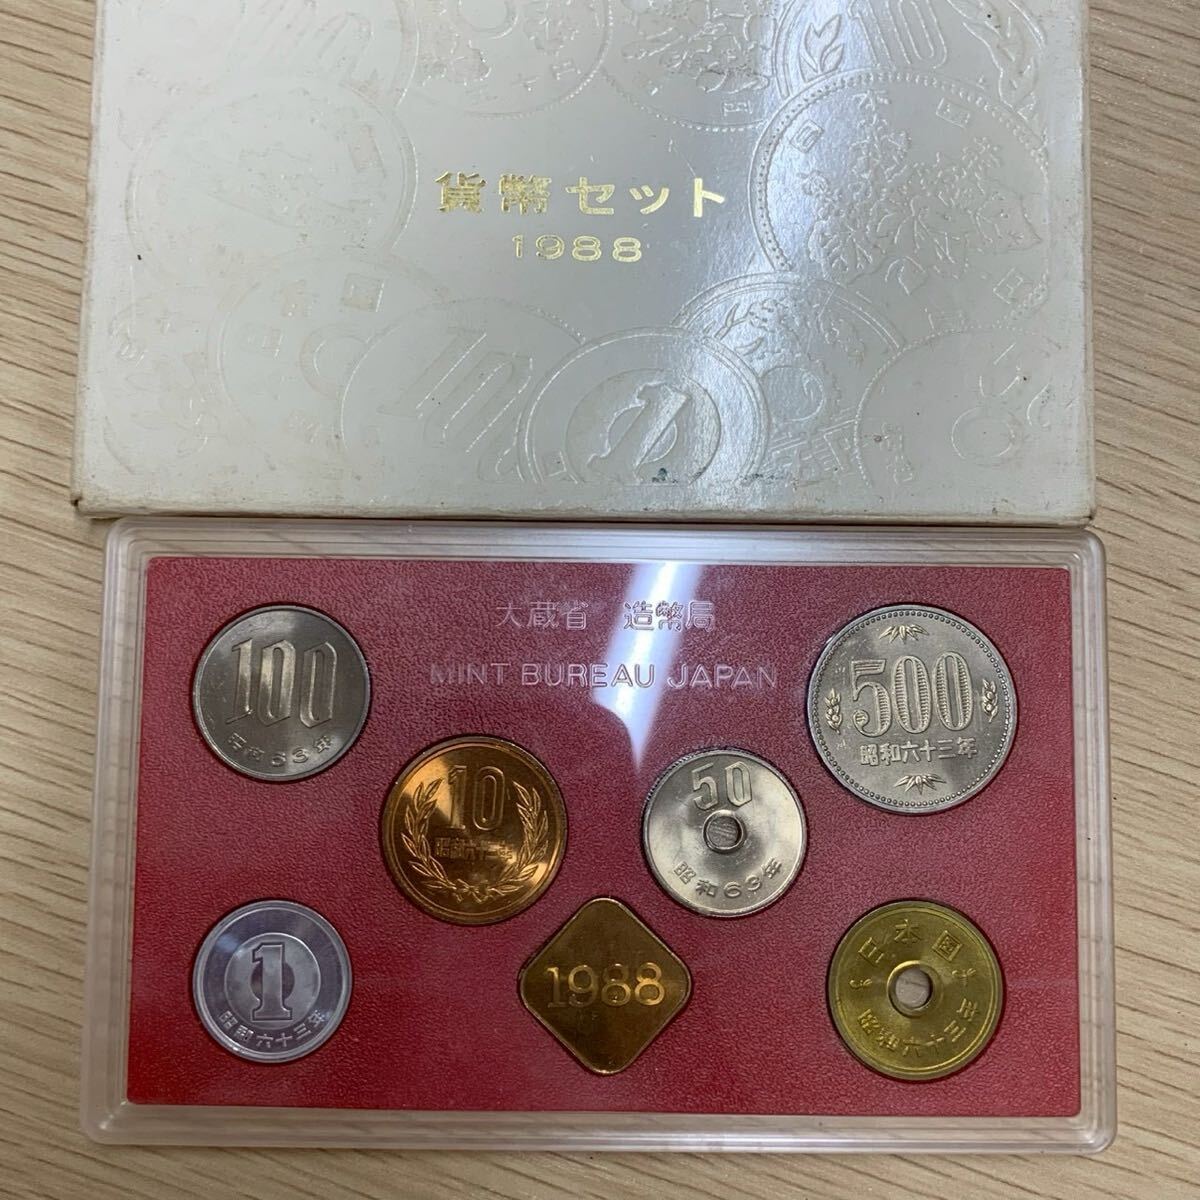 貨幣セット
1988
大蔵省 造幣局
MINT BUREAU JAPAN
100
昭和63年
500
昭和六十三年
10
昭和六十三年
50
昭和63年
1
昭和六十三年
1988
日本国
昭和六十三年